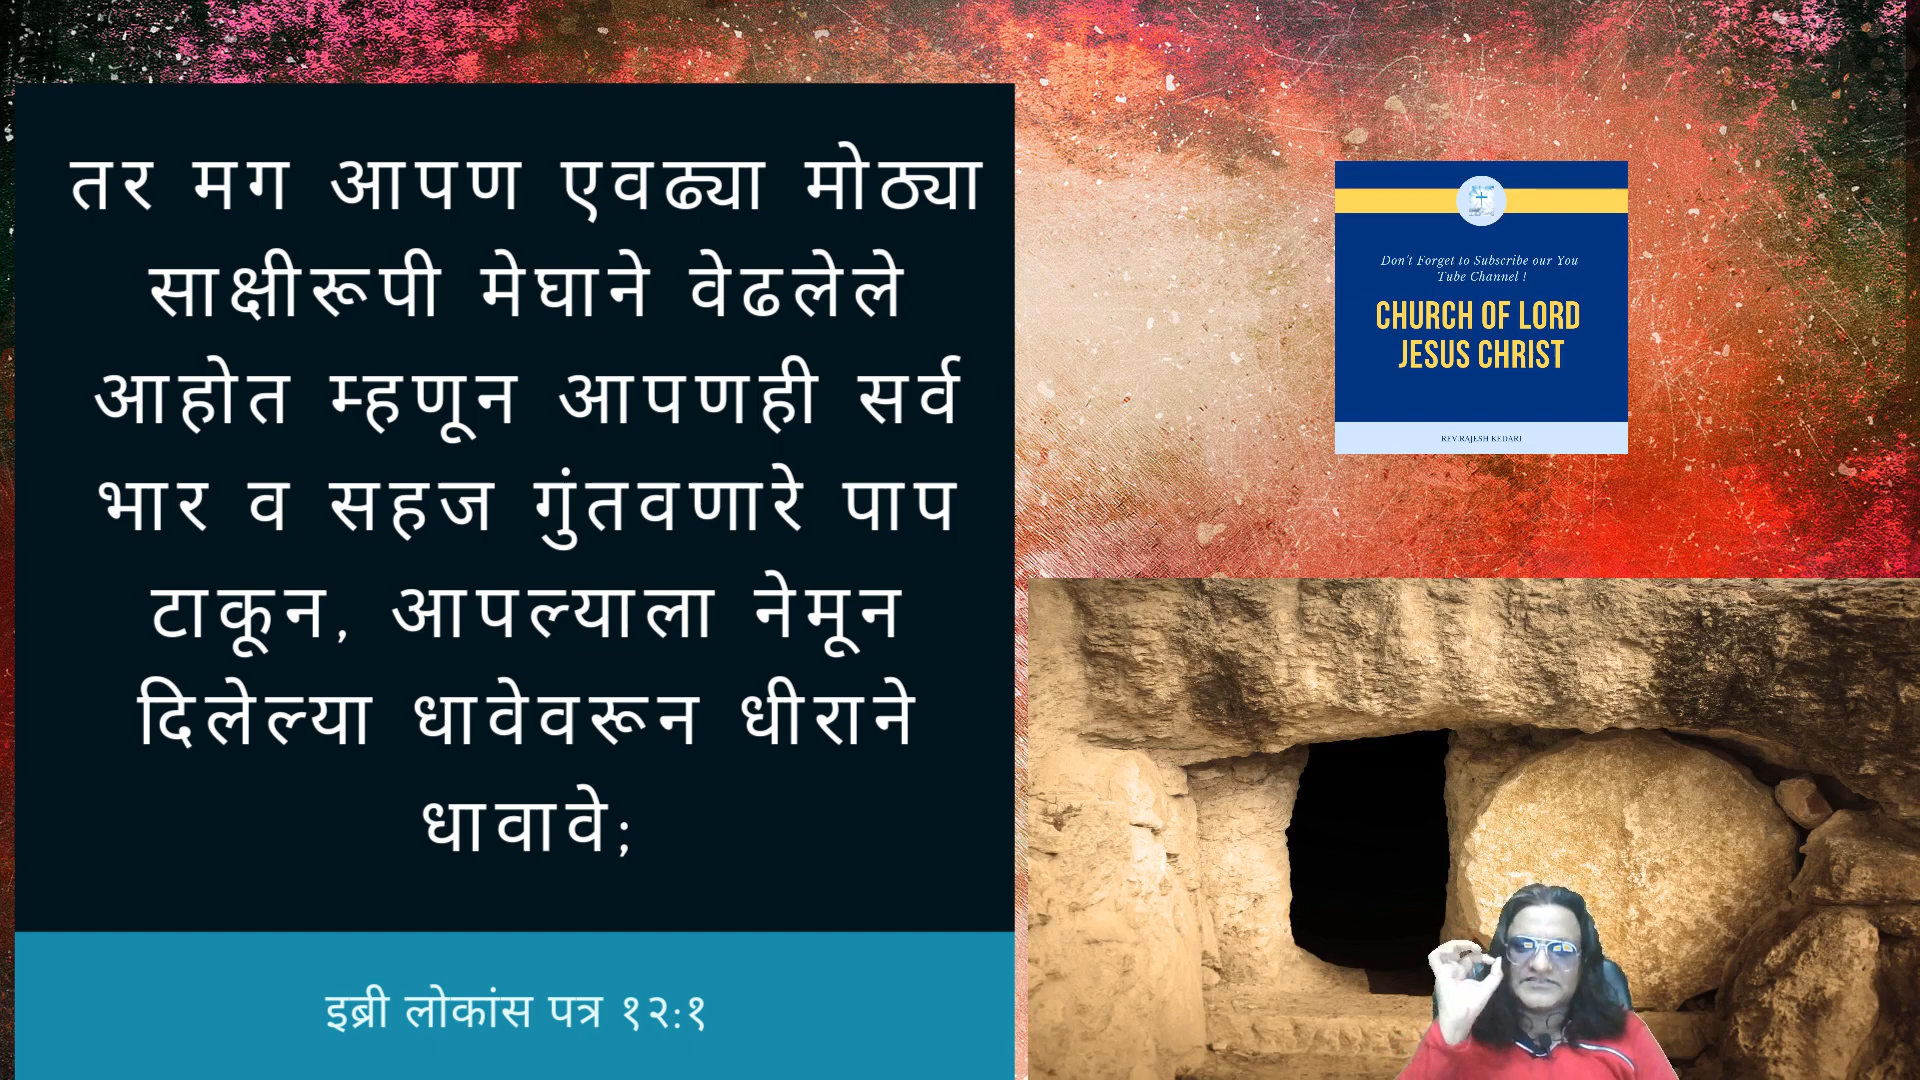 तर मग आपण एवढ्या मोठ्या
साक्षीरूपी मेघाने वेढलेले
आहोत म्हणून आपणही सर्व
भार व सहज गुंतवणारे पाप
टाकून, आपल्याला नेमून
दिलेल्या धावेवरून धीराने
धावावे;
इब्री लोकांस पत्र १२:१
Don't Forget to Subscribe our You
Tube Channel !
CHURCH OF LORD
JESUS CHRIST
REV.RAJESH KEDARI